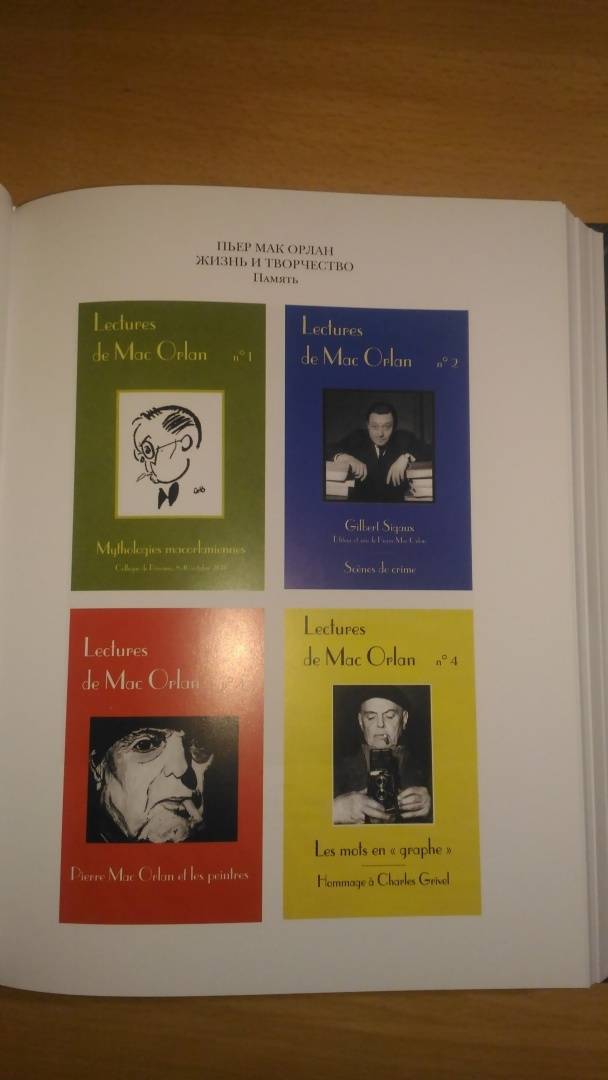 ПЬЕР МАК ОРЛАН
ЖИЗНЬ И ТВОРЧЕСТВО
Память
Lectures
de Mac Orlan n° 1
Mythologies macorlaniennes
Lectures
de Mac Orlan n° 2
Gilbert Sigaux
Scènes de crime
Lectures
de Mac Orlan
Pierre Mac Orlan et les peintres
Lectures
de Mac Orlan n° 4
Les mots en « graphe »
Hommage à Charles Grivel